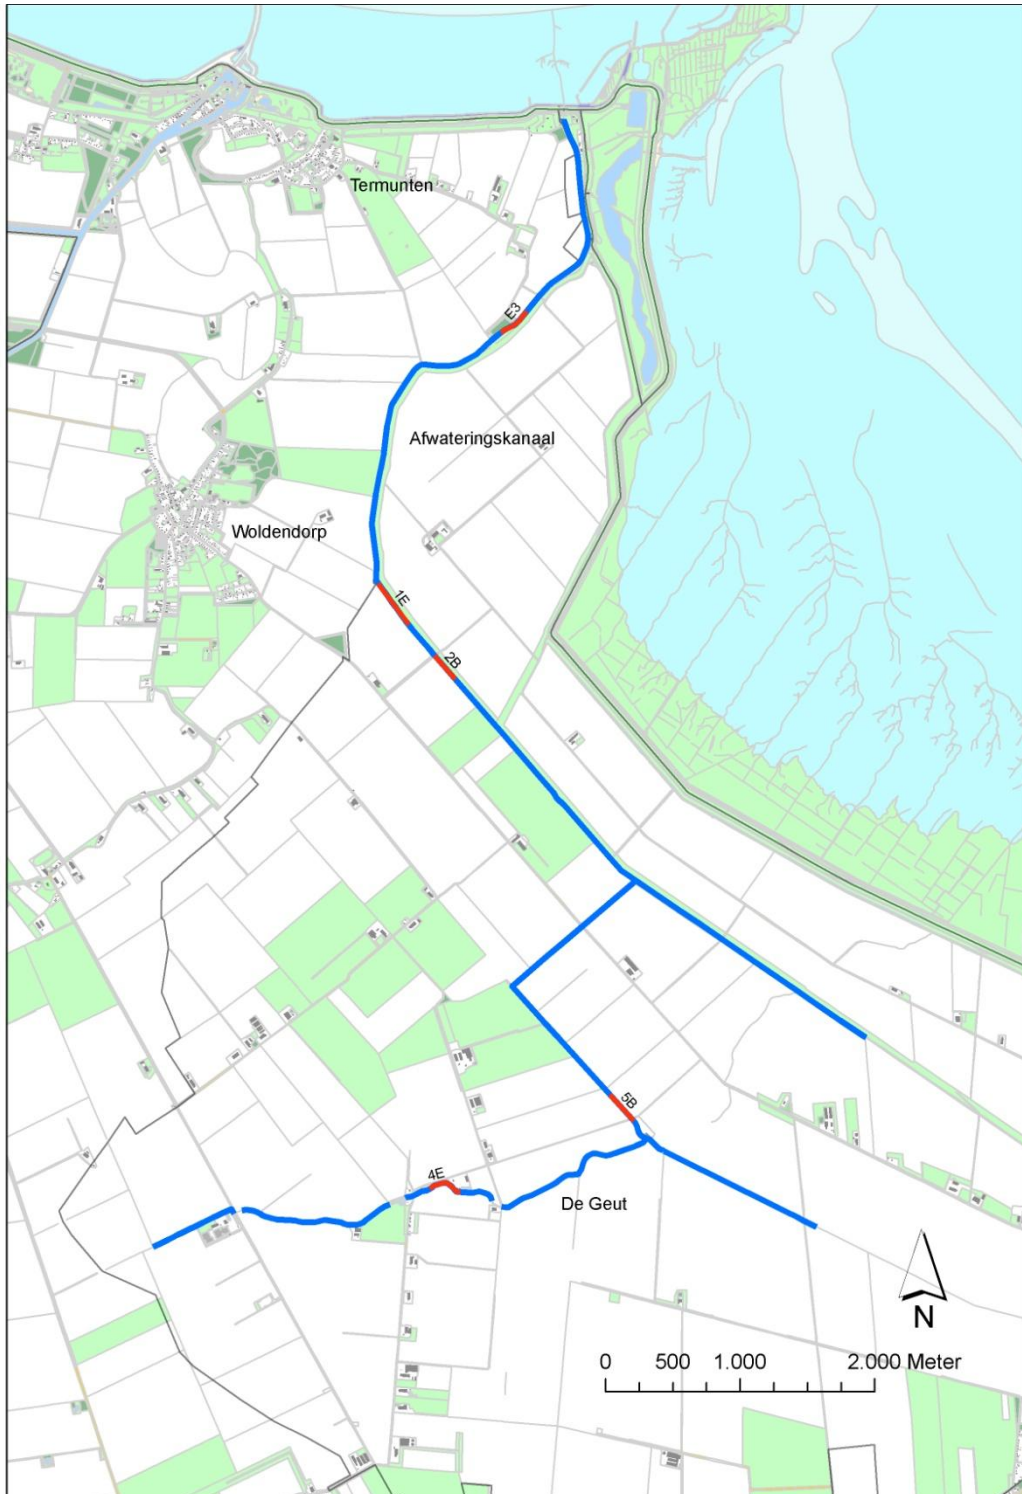 Termunten
E3
Afwateringskanaal
Woldendorp
1E
2B
5B
4E
De Geut
N
0 500 1.000 2.000 Meter